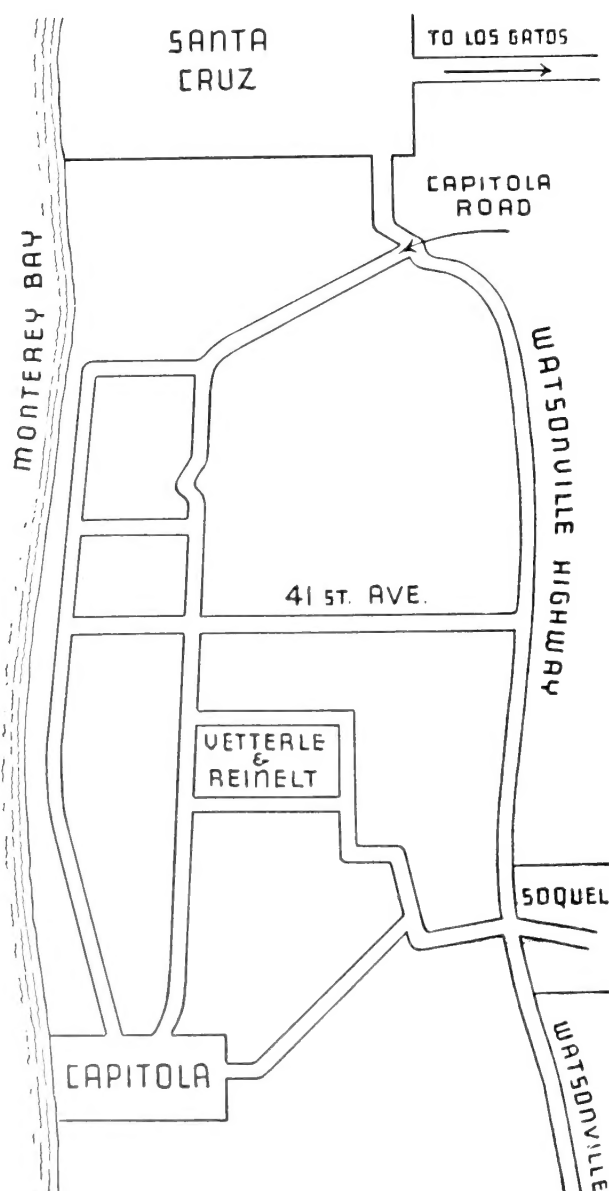 SANTA
CRUZ
TO LOS GATOS
CAPITOLA
ROAD
MONTEREY BAY
WATSONVILLE HIGHWAY
41 ST. AVE.
VETTERLE
&
REINELT
SOQUEL
CAPITOLA
WATSONVILLE